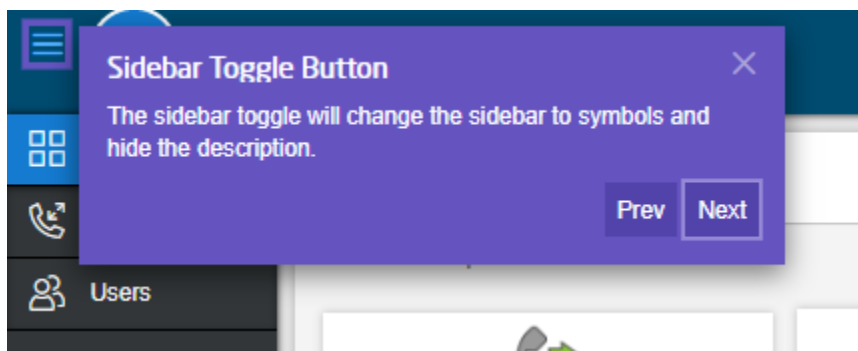 Sidebar Toggle Button
The sidebar toggle will change the sidebar to symbols and
hide the description.
Prev Next
Users